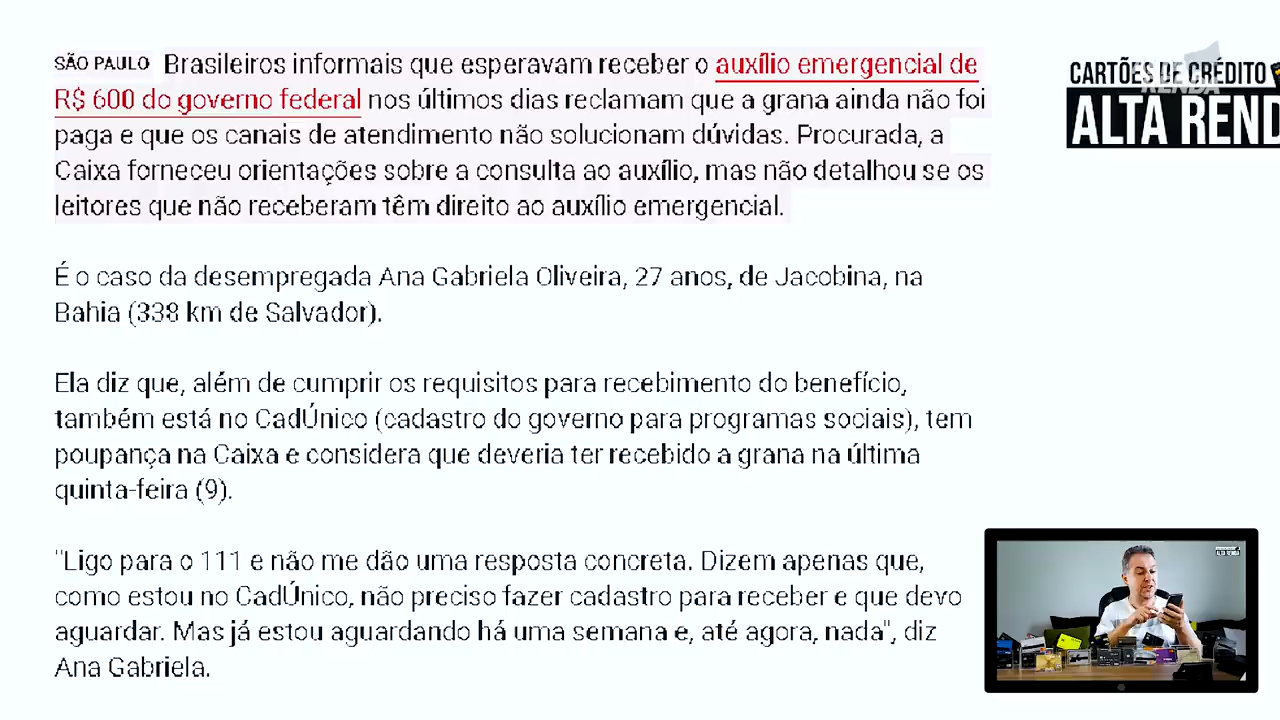 SÃO PAULO Brasileiros informais que esperavam receber o auxílio emergencial de
R$ 600 do governo federal nos últimos dias reclamam que a grana ainda não foi
paga e que os canais de atendimento não solucionam dúvidas. Procurada, a
Caixa forneceu orientações sobre a consulta ao auxílio, mas não detalhou se os
leitores que não receberam têm direito ao auxílio emergencial.
É o caso da desempregada Ana Gabriela Oliveira, 27 anos, de Jacobina, na
Bahia (338 km de Salvador).
Ela diz que, além de cumprir os requisitos para recebimento do benefício,
também está no CadÚnico (cadastro do governo para programas sociais), tem
poupança na Caixa e considera que deveria ter recebido a grana na última
quinta-feira (9).
"Ligo para o 111 e não me dão uma resposta concreta. Dizem apenas que,
como estou no CadÚnico, não preciso fazer cadastro para receber e que devo
aguardar. Mas já estou aguardando há uma semana e, até agora, nada", diz
Ana Gabriela.
CARTÕES DE CRÉDITO
RENDA
ALTA REND